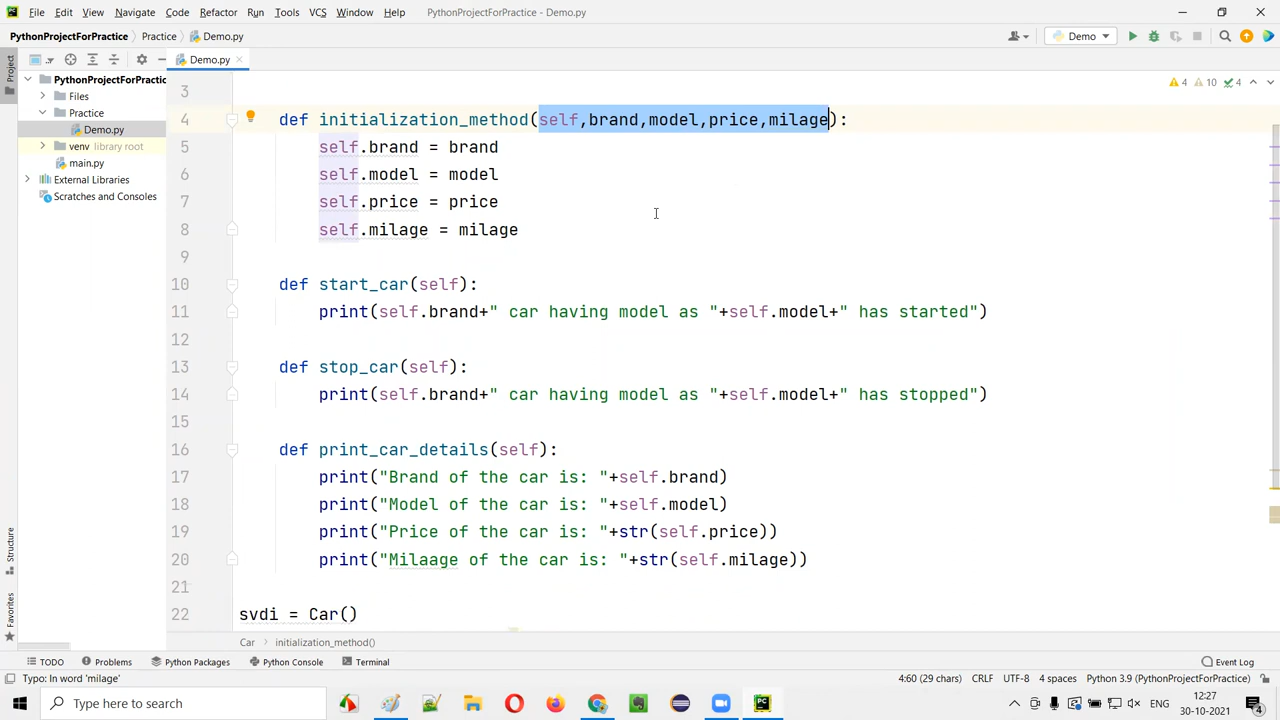 File Edit View Navigate Code Refactor Run Tools VCS Window Help PythonProjectForPractice - Demo.py
PythonProjectForPractice Practice Demo.py Demo
Project
Demo.py
PythonProjectForPractice
Files
Practice
Demo.py
venv library root
main.py
External Libraries
Scratches and Consoles
4 10 4
3
4 def initialization_method(self,brand,model,price,milage):
5 self.brand = brand
6 self.model = model
7 self.price = price
8 self.milage = milage
9
10 def start_car(self):
11 print(self.brand+" car having model as "+self.model+" has started")
12
13 def stop_car(self):
14 print(self.brand+" car having model as "+self.model+" has stopped")
15
16 def print_car_details(self):
17 print("Brand of the car is: "+self.brand)
18 print("Model of the car is: "+self.model)
19 print("Price of the car is: "+str(self.price))
20 print("Milaage of the car is: "+str(self.milage))
21
22 svdi = Car()
Structure
Favorites
Car initialization_method()
TODO Problems Python Packages Python Console Terminal Event Log
Typo: In word 'milage' 4:60 (29 chars) CRLF UTF-8 4 spaces Python 3.9 (PythonProjectForPractice)
Type here to search ENG 12:27
30-10-2021 4